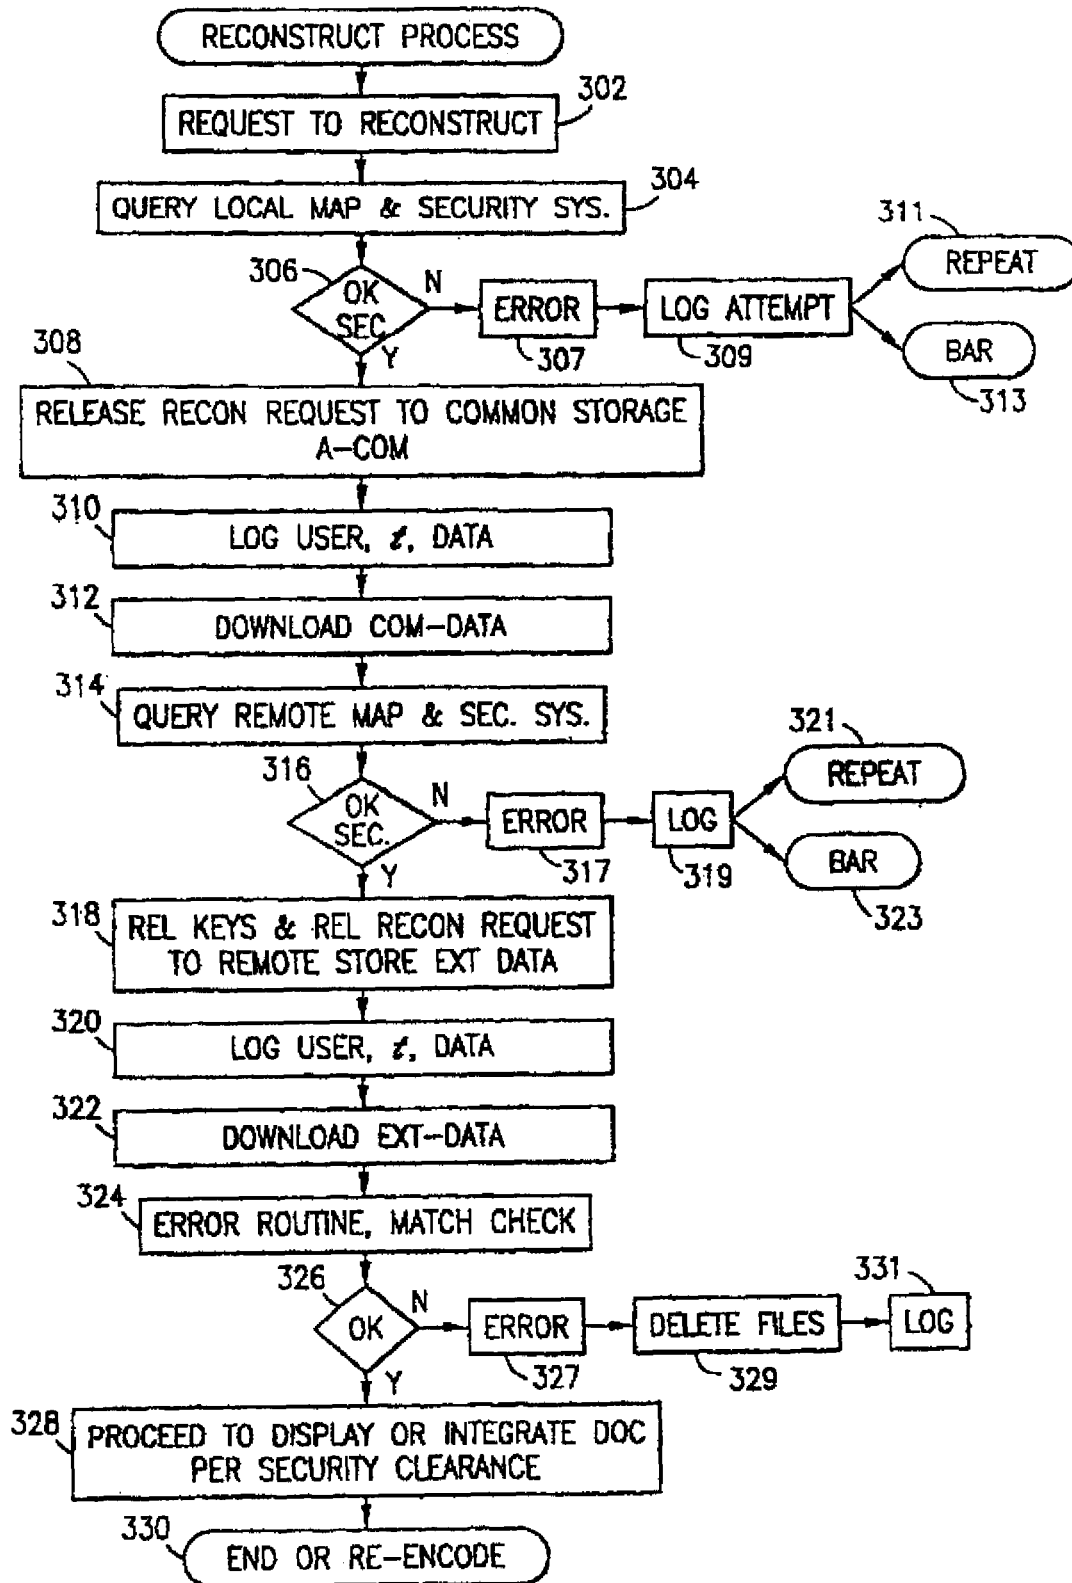 RECONSTRUCT PROCESS
302
REQUEST TO RECONSTRUCT
304
QUERY LOCAL MAP & SECURITY SYS.
306
OK
SEC
N
Y
ERROR
307
LOG ATTEMPT
309
311
REPEAT
BAR
313
308
RELEASE RECON REQUEST TO COMMON STORAGE
A-COM
310
LOG USER, t, DATA
312
DOWNLOAD COM-DATA
314
QUERY REMOTE MAP & SEC. SYS.
316
OK
SEC.
N
Y
ERROR
317
LOG
319
321
REPEAT
BAR
323
318
REL KEYS & REL RECON REQUEST
TO REMOTE STORE EXT DATA
320
LOG USER, t, DATA
322
DOWNLOAD EXT-DATA
324
ERROR ROUTINE, MATCH CHECK
326
OK
N
Y
ERROR
327
DELETE FILES
329
331
LOG
328
PROCEED TO DISPLAY OR INTEGRATE DOC
PER SECURITY CLEARANCE
330
END OR RE-ENCODE